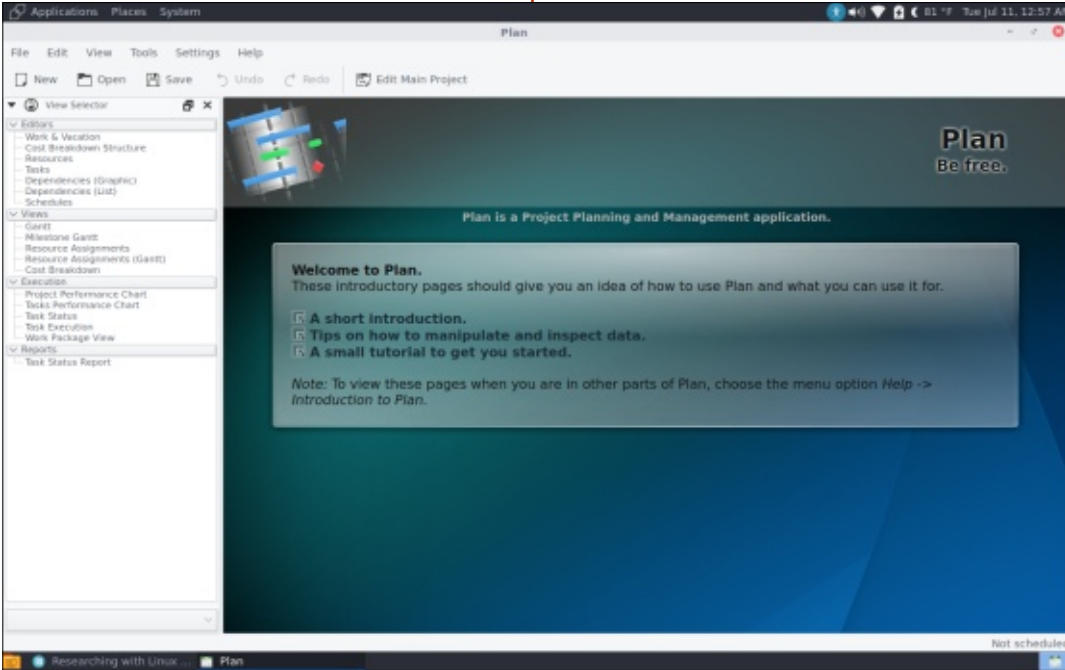 Applications Places System
81 °F Tue Jul 11, 12:57 AM
Plan
File Edit View Tools Settings Help
New Open Save Undo Redo Edit Main Project
View Selector
Editors
Work & Vacation
Cost Breakdown Structure
Resources
Tasks
Dependencies (Graphic)
Dependencies (List)
Schedules
Views
Gantt
Milestone Gantt
Resource Assignments
Resource Assignments (Gantt)
Cost Breakdown
Execution
Project Performance Chart
Tasks Performance Chart
Task Status
Task Execution
Work Package View
Reports
Task Status Report
Plan
Be free.
Plan is a Project Planning and Management application.
Welcome to Plan.
These introductory pages should give you an idea of how to use Plan and what you can use it for.
A short introduction.
Tips on how to manipulate and inspect data.
A small tutorial to get you started.
Note: To view these pages when you are in other parts of Plan, choose the menu option Help ->
Introduction to Plan.
Not schedule
Researching with Linux ... Plan